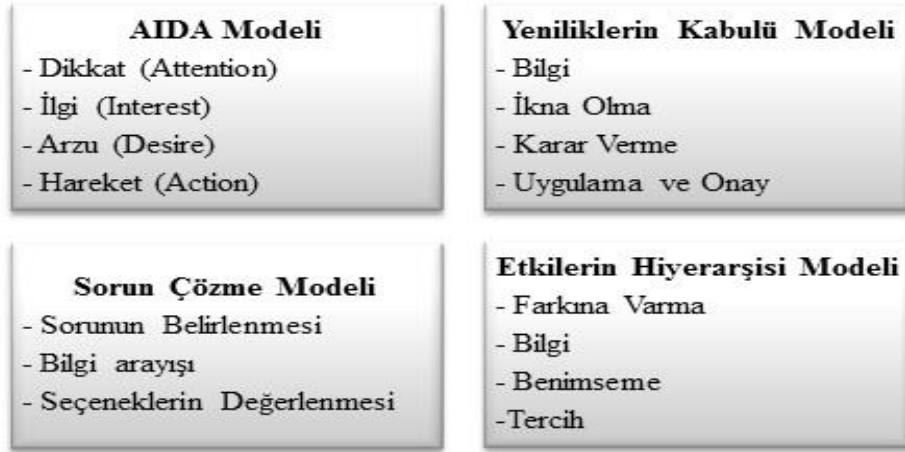 AIDA Modeli
- Dikkat (Attention)
- İlgi (Interest)
- Arzu (Desire)
- Hareket (Action)
Yeniliklerin Kabulü Modeli
- Bilgi
- İkna Olma
- Karar Verme
- Uygulama ve Onay
Sorun Çözme Modeli
- Sorunun Belirlenmesi
- Bilgi arayışı
- Seçeneklerin Değerlenmesi
Etkilerin Hiyerarşisi Modeli
- Farkına Varma
- Bilgi
- Benimseme
-Tercih